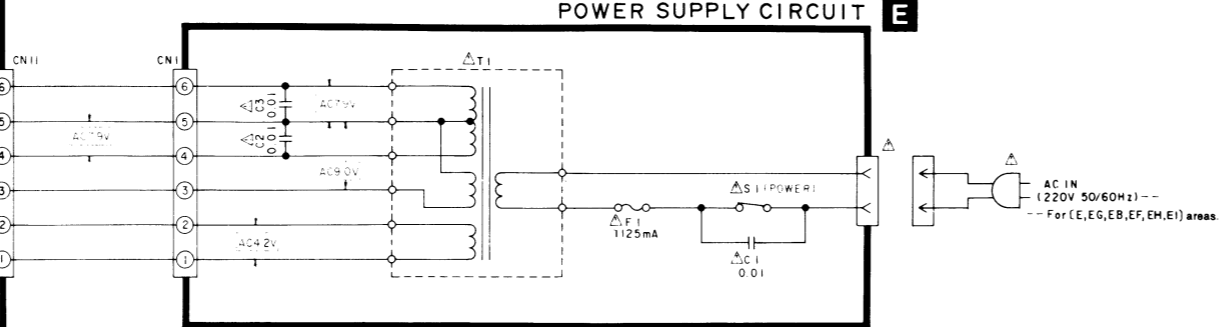 POWER SUPPLY CIRCUIT E
CN11
CN1
T1
6
5
4
3
2
1
6
5
4
3
2
1
C3
0.01
C2
0.01
AC7.9V
AC7.9V
AC9.0V
AC4.2V
F1
T125mA
S1(POWER)
C1
0.01
AC IN
(220V 50/60Hz)--
--For (E,EG,EB,EF,EH,EI) areas.